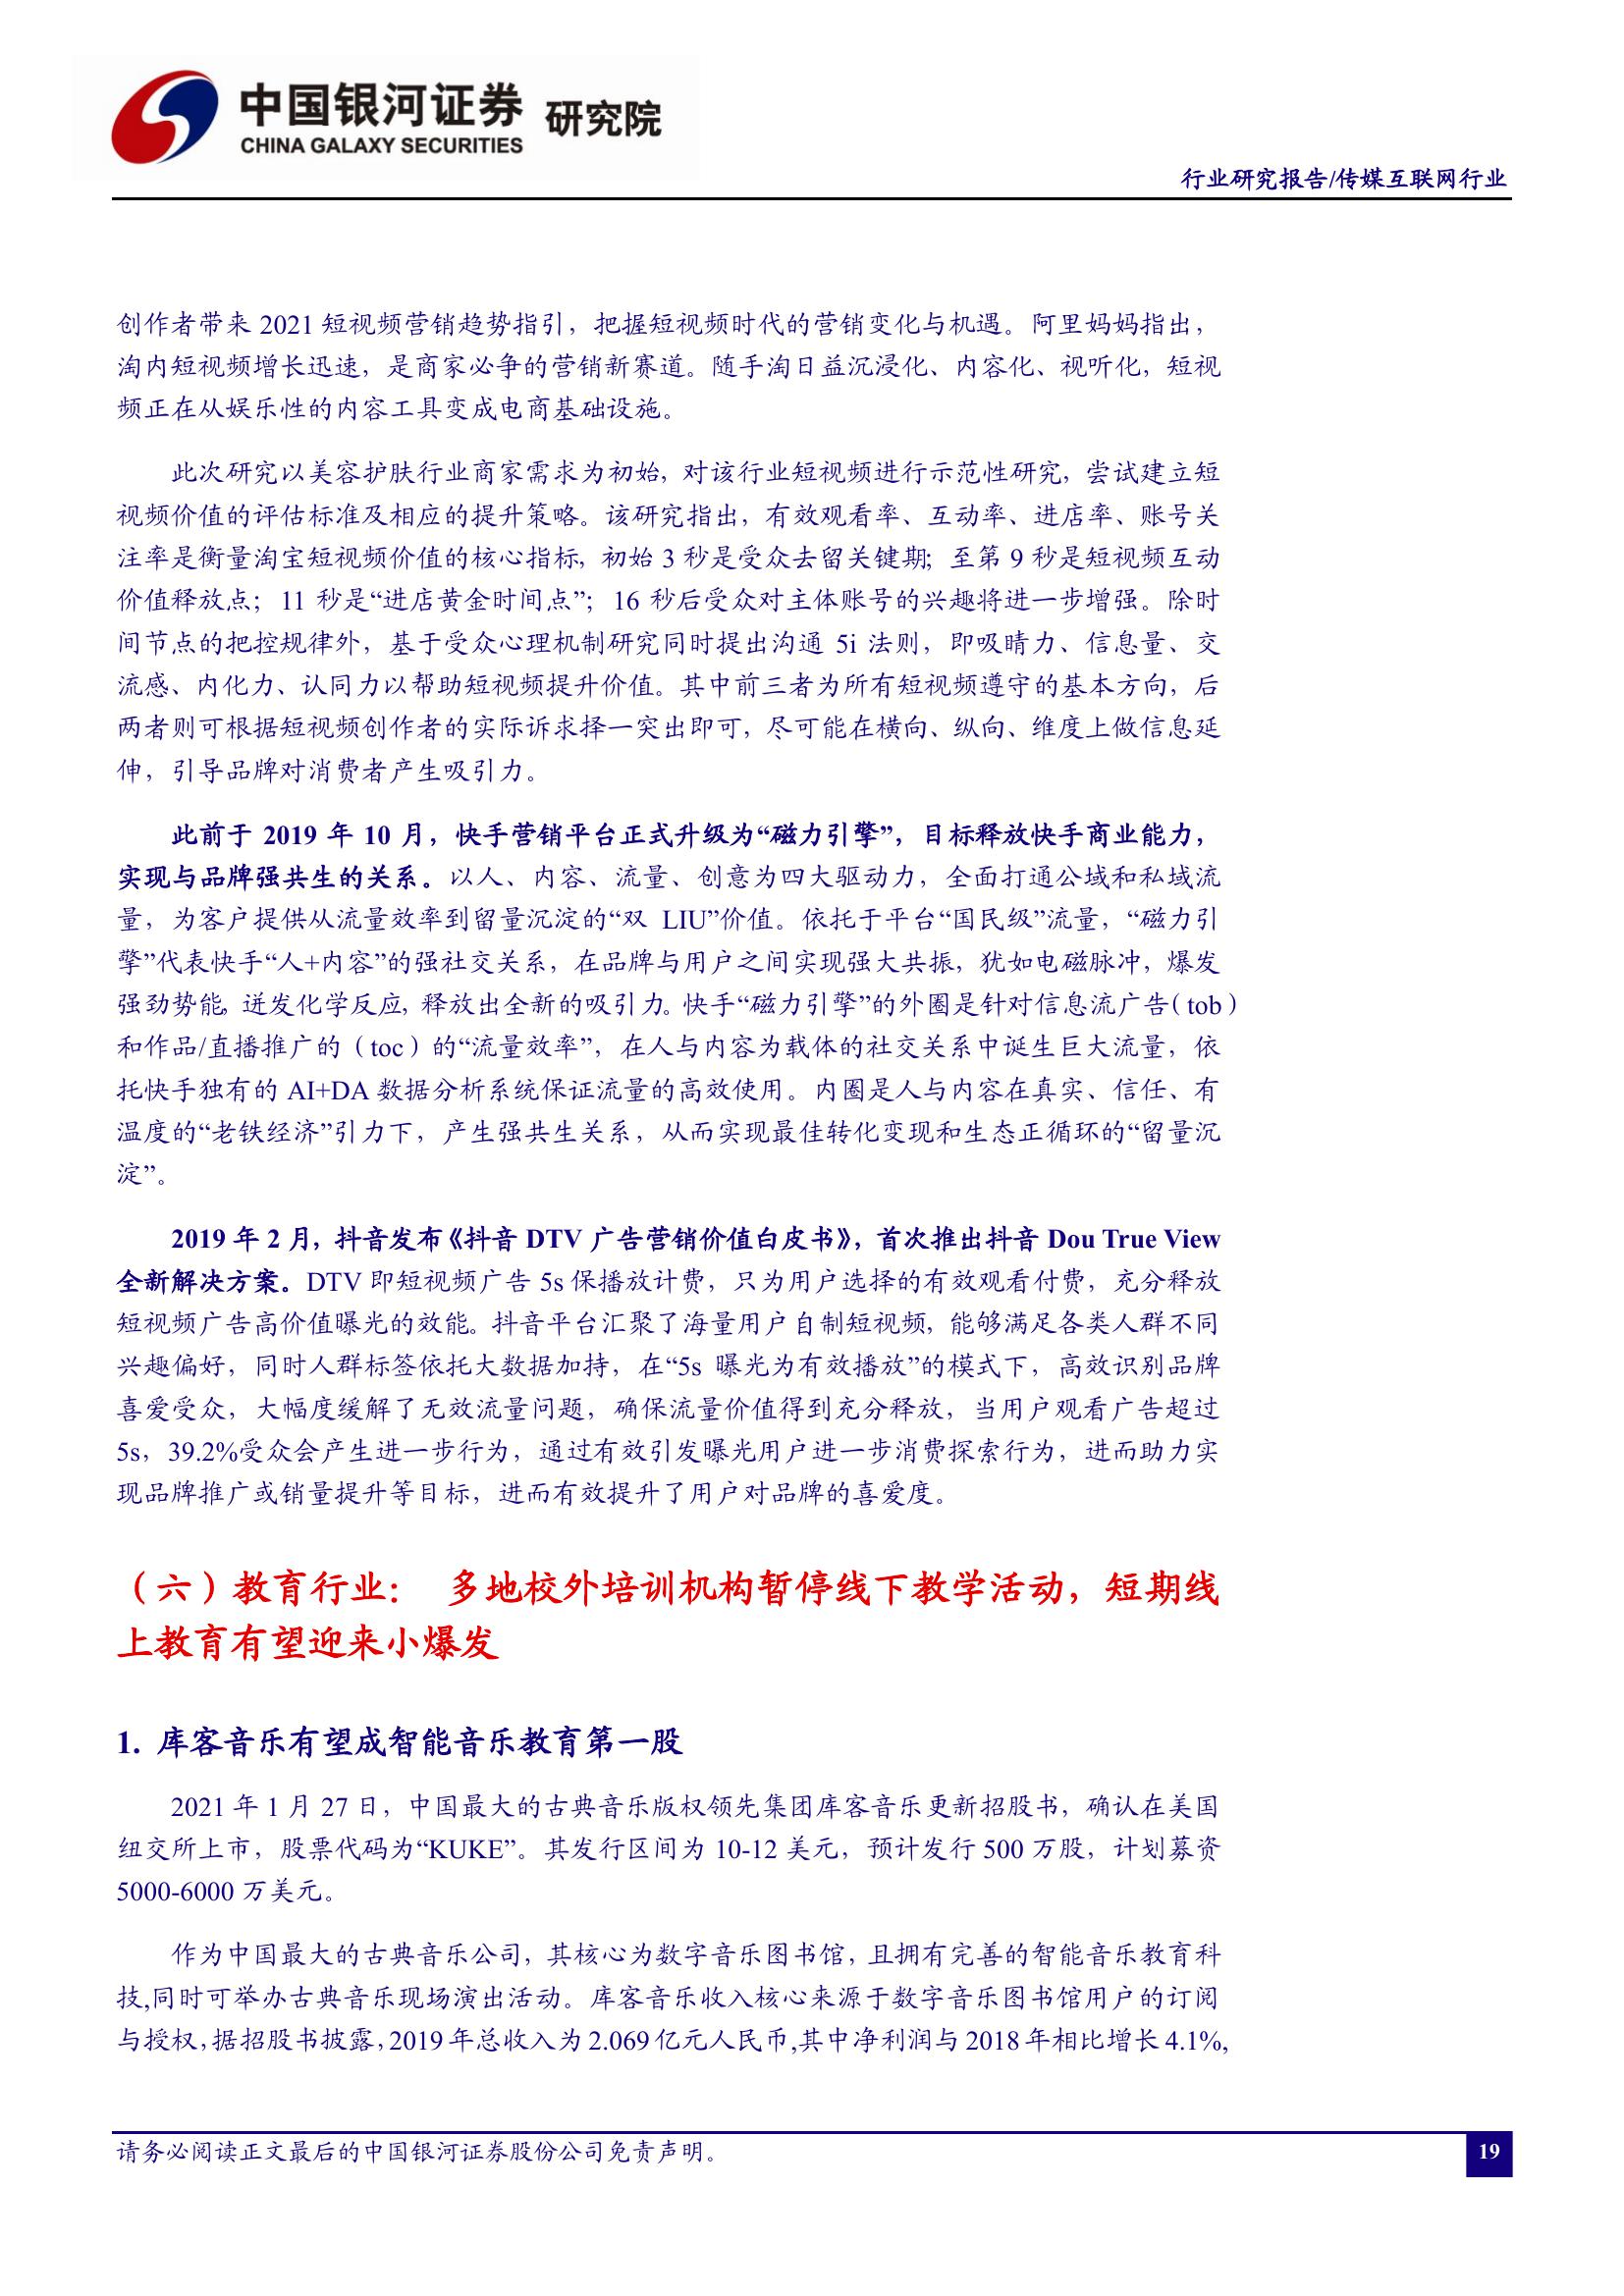 中国银河证券 研究院
CHINA GALAXY SECURITIES
行业研究报告/传媒互联网行业
创作者带来 2021 短视频营销趋势指引，把握短视频时代的营销变化与机遇。阿里妈妈指出，
淘内短视频增长迅速，是商家必争的营销新赛道。随手淘日益沉浸化、内容化、视听化，短视
频正在从娱乐性的内容工具变成电商基础设施。
此次研究以美容护肤行业商家需求为初始，对该行业短视频进行示范性研究，尝试建立短
视频价值的评估标准及相应的提升策略。该研究指出，有效观看率、互动率、进店率、账号关
注率是衡量淘宝短视频价值的核心指标，初始 3 秒是受众去留关键期；至第 9 秒是短视频互动
价值释放点；11 秒是“进店黄金时间点”；16 秒后受众对主体账号的兴趣将进一步增强。除时
间节点的把控规律外，基于受众心理机制研究同时提出沟通 5i 法则，即吸睛力、信息量、交
流感、内化力、认同力以帮助短视频提升价值。其中前三者为所有短视频遵守的基本方向，后
两者则可根据短视频创作者的实际诉求择一突出即可，尽可能在横向、纵向、维度上做信息延
伸，引导品牌对消费者产生吸引力。
此前于 2019 年 10 月，快手营销平台正式升级为“磁力引擎”，目标释放快手商业能力，
实现与品牌强共生的关系。以人、内容、流量、创意为四大驱动力，全面打通公域和私域流
量，为客户提供从流量效率到留量沉淀的“双 LIU”价值。依托于平台“国民级”流量，“磁力引
擎”代表快手“人+内容”的强社交关系，在品牌与用户之间实现强大共振，犹如电磁脉冲，爆发
强劲势能，迸发化学反应，释放出全新的吸引力。快手“磁力引擎”的外圈是针对信息流广告（tob）
和作品/直播推广的（toc）的“流量效率”，在人与内容为载体的社交关系中诞生巨大流量，依
托快手独有的 AI+DA 数据分析系统保证流量的高效使用。内圈是人与内容在真实、信任、有
温度的“老铁经济”引力下，产生强共生关系，从而实现最佳转化变现和生态正循环的“留量沉
淀”。
2019 年 2 月，抖音发布《抖音 DTV 广告营销价值白皮书》，首次推出抖音 Dou True View
全新解决方案。DTV 即短视频广告 5s 保播放计费，只为用户选择的有效观看付费，充分释放
短视频广告高价值曝光的效能。抖音平台汇聚了海量用户自制短视频，能够满足各类人群不同
兴趣偏好，同时人群标签依托大数据加持，在“5s 曝光为有效播放”的模式下，高效识别品牌
喜爱受众，大幅度缓解了无效流量问题，确保流量价值得到充分释放，当用户观看广告超过
5s，39.2%受众会产生进一步行为，通过有效引发曝光用户进一步消费探索行为，进而助力实
现品牌推广或销量提升等目标，进而有效提升了用户对品牌的喜爱度。
（六）教育行业： 多地校外培训机构暂停线下教学活动，短期线
上教育有望迎来小爆发
1. 库客音乐有望成智能音乐教育第一股
2021 年 1 月 27 日，中国最大的古典音乐版权领先集团库客音乐更新招股书，确认在美国
纽交所上市，股票代码为“KUKE”。其发行区间为 10-12 美元，预计发行 500 万股，计划募资
5000-6000 万美元。
作为中国最大的古典音乐公司，其核心为数字音乐图书馆，且拥有完善的智能音乐教育科
技,同时可举办古典音乐现场演出活动。库客音乐收入核心来源于数字音乐图书馆用户的订阅
与授权，据招股书披露，2019 年总收入为 2.069 亿元人民币,其中净利润与 2018 年相比增长 4.1%,
请务必阅读正文最后的中国银河证券股份公司免责声明。
19